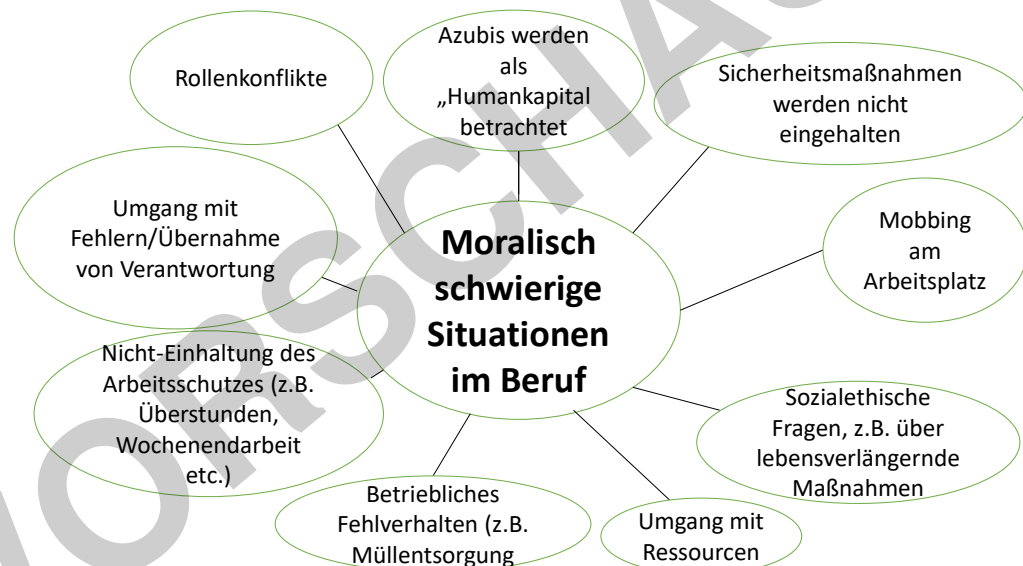 Rollenkonflikte
Azubis werden
als
„Humankapital
betrachtet
Sicherheitsmaßnahmen
werden nicht
eingehalten
Umgang mit
Fehlern/Übernahme
von Verantwortung
Moralisch
schwierige
Situationen
im Beruf
Mobbing
am
Arbeitsplatz
Nicht-Einhaltung des
Arbeitsschutzes (z.B.
Überstunden,
Wochenendarbeit
etc.)
Sozialethische
Fragen, z.B. über
lebensverlängernde
Maßnahmen
Betriebliches
Fehlverhalten (z.B.
Müllentsorgung
Umgang mit
Ressourcen
VORSCHAU